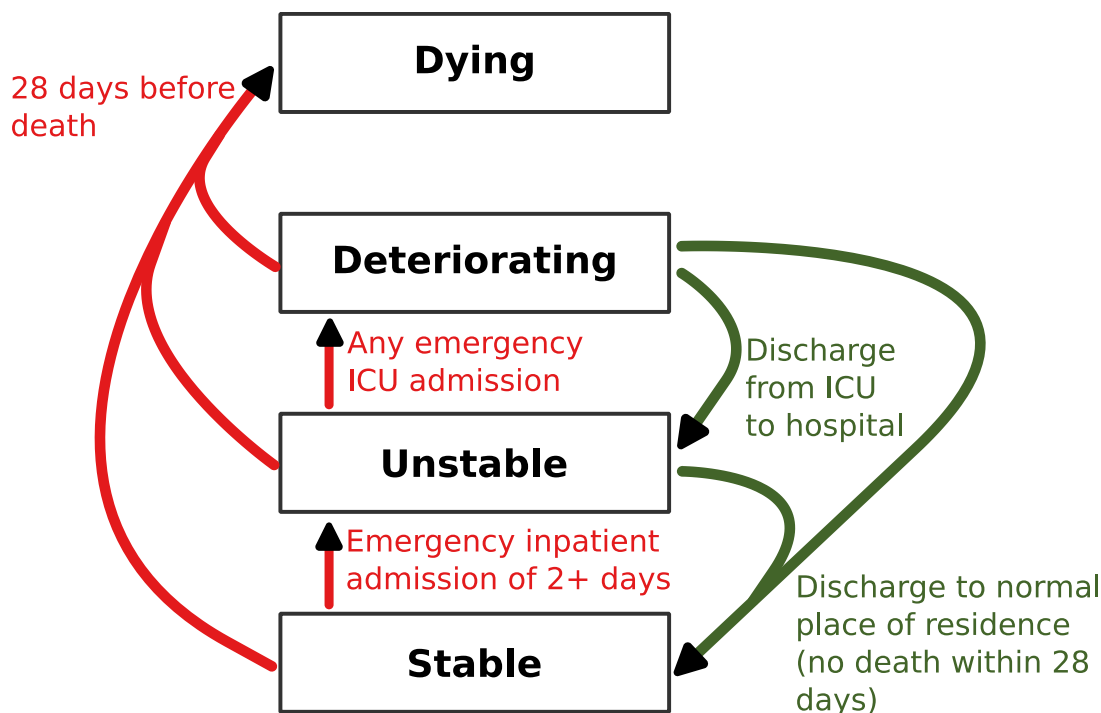 Dying
28 days before
death
Deteriorating
Any emergency
ICU admission
Discharge
from ICU
to hospital
Unstable
Emergency inpatient
admission of 2+ days
Discharge to normal
place of residence
(no death within 28
days)
Stable